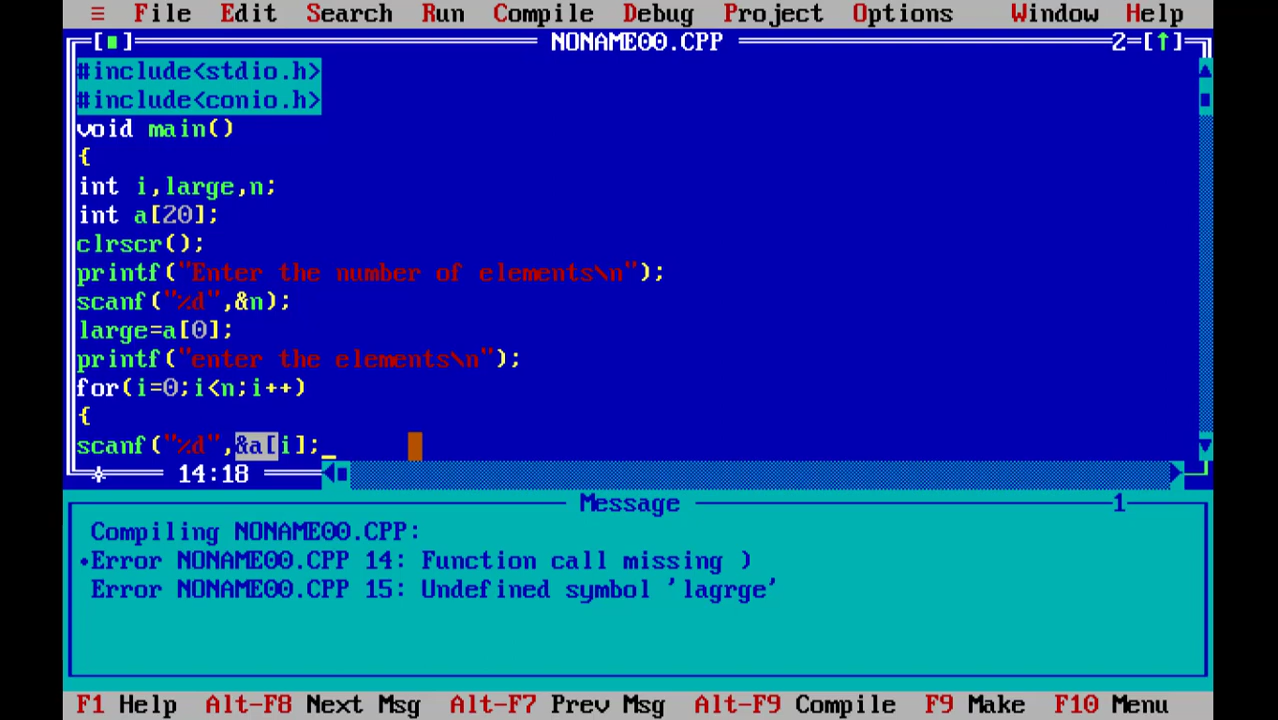 ≡ File Edit Search Run Compile Debug Project Options Window Help
[■] NONAME00.CPP 2=[↑]
#include<stdio.h>
#include<conio.h>
void main()
{
int i,large,n;
int a[20];
clrscr();
printf("Enter the number of elements\n");
scanf("%d",&n);
large=a[0];
printf("enter the elements\n");
for(i=0;i<n;i++)
{
scanf("%d",&a[i];
14:18
Message 1
Compiling NONAME00.CPP:
•Error NONAME00.CPP 14: Function call missing )
Error NONAME00.CPP 15: Undefined symbol 'lagrge'
F1 Help Alt-F8 Next Msg Alt-F7 Prev Msg Alt-F9 Compile F9 Make F10 Menu